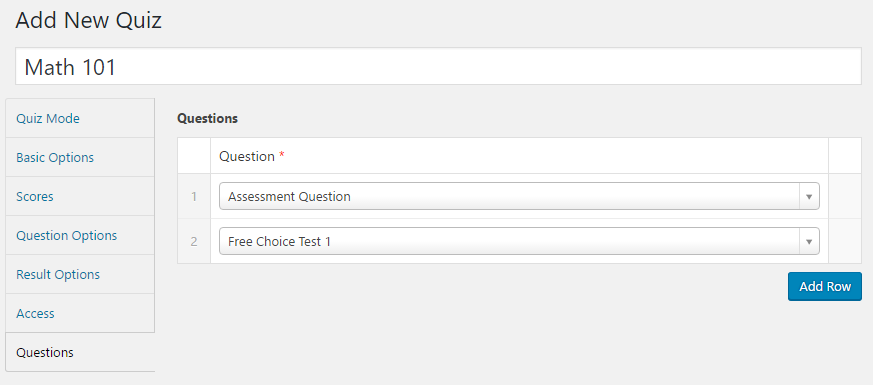 Add New Quiz
Math 101
Quiz Mode
Basic Options
Scores
Question Options
Result Options
Access
Questions
Questions
Question *
1 Assessment Question
2 Free Choice Test 1
Add Row